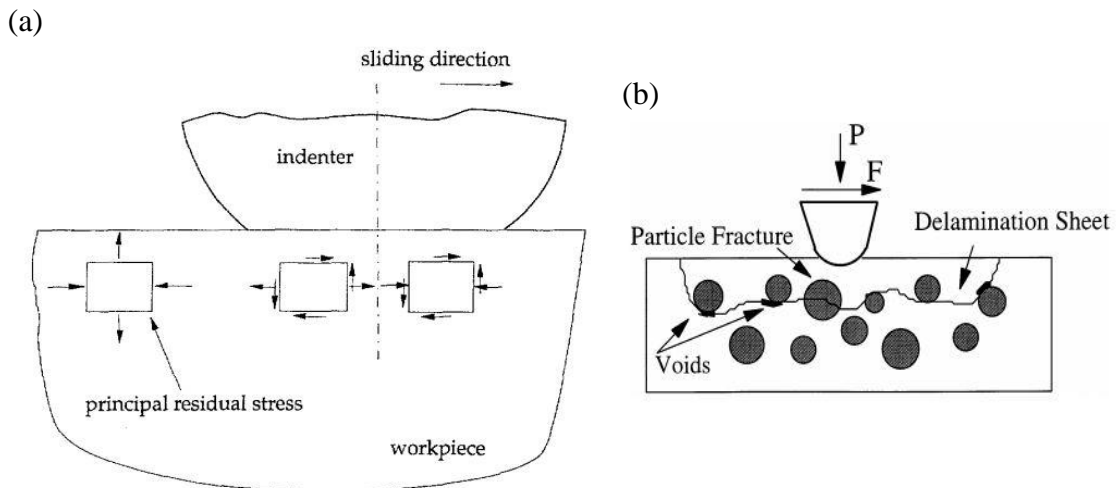 (a)
sliding direction
indenter
principal residual stress
workpiece
(b)
P
F
Particle Fracture
Delamination Sheet
Voids